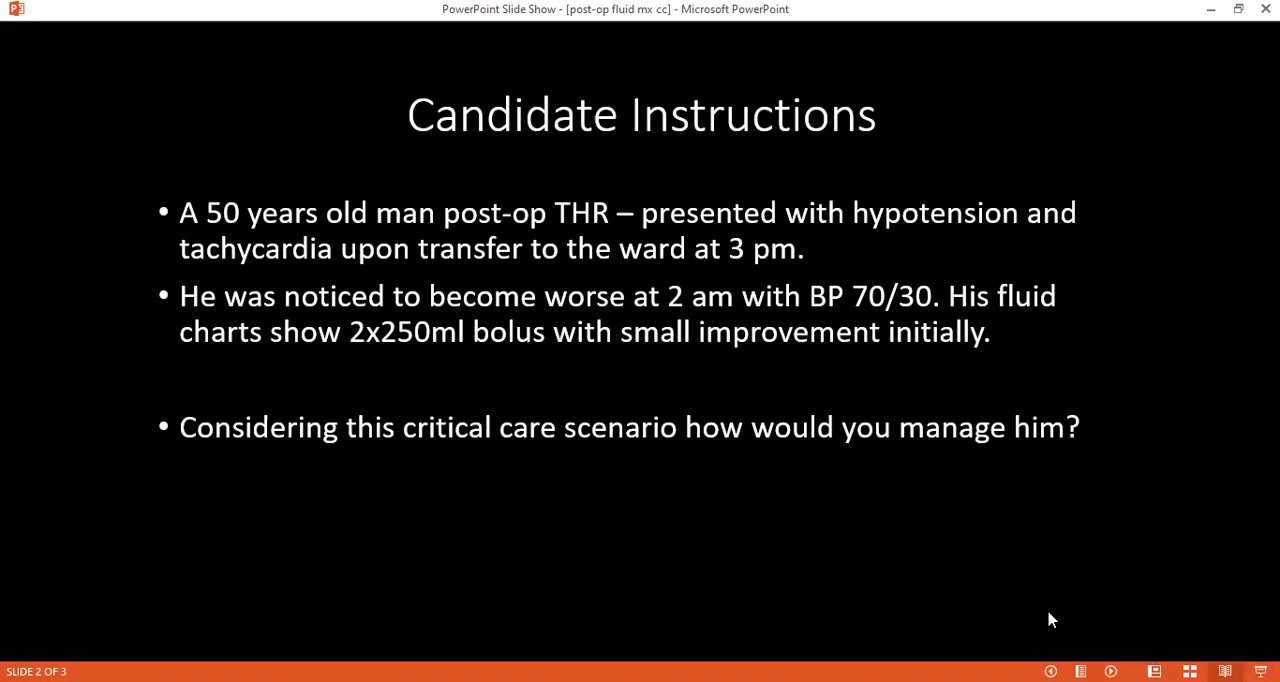 PowerPoint Slide Show - [post-op fluid mx cc] - Microsoft PowerPoint
Candidate Instructions
• A 50 years old man post-op THR – presented with hypotension and
tachycardia upon transfer to the ward at 3 pm.
• He was noticed to become worse at 2 am with BP 70/30. His fluid
charts show 2x250ml bolus with small improvement initially.
• Considering this critical care scenario how would you manage him?
SLIDE 2 OF 3